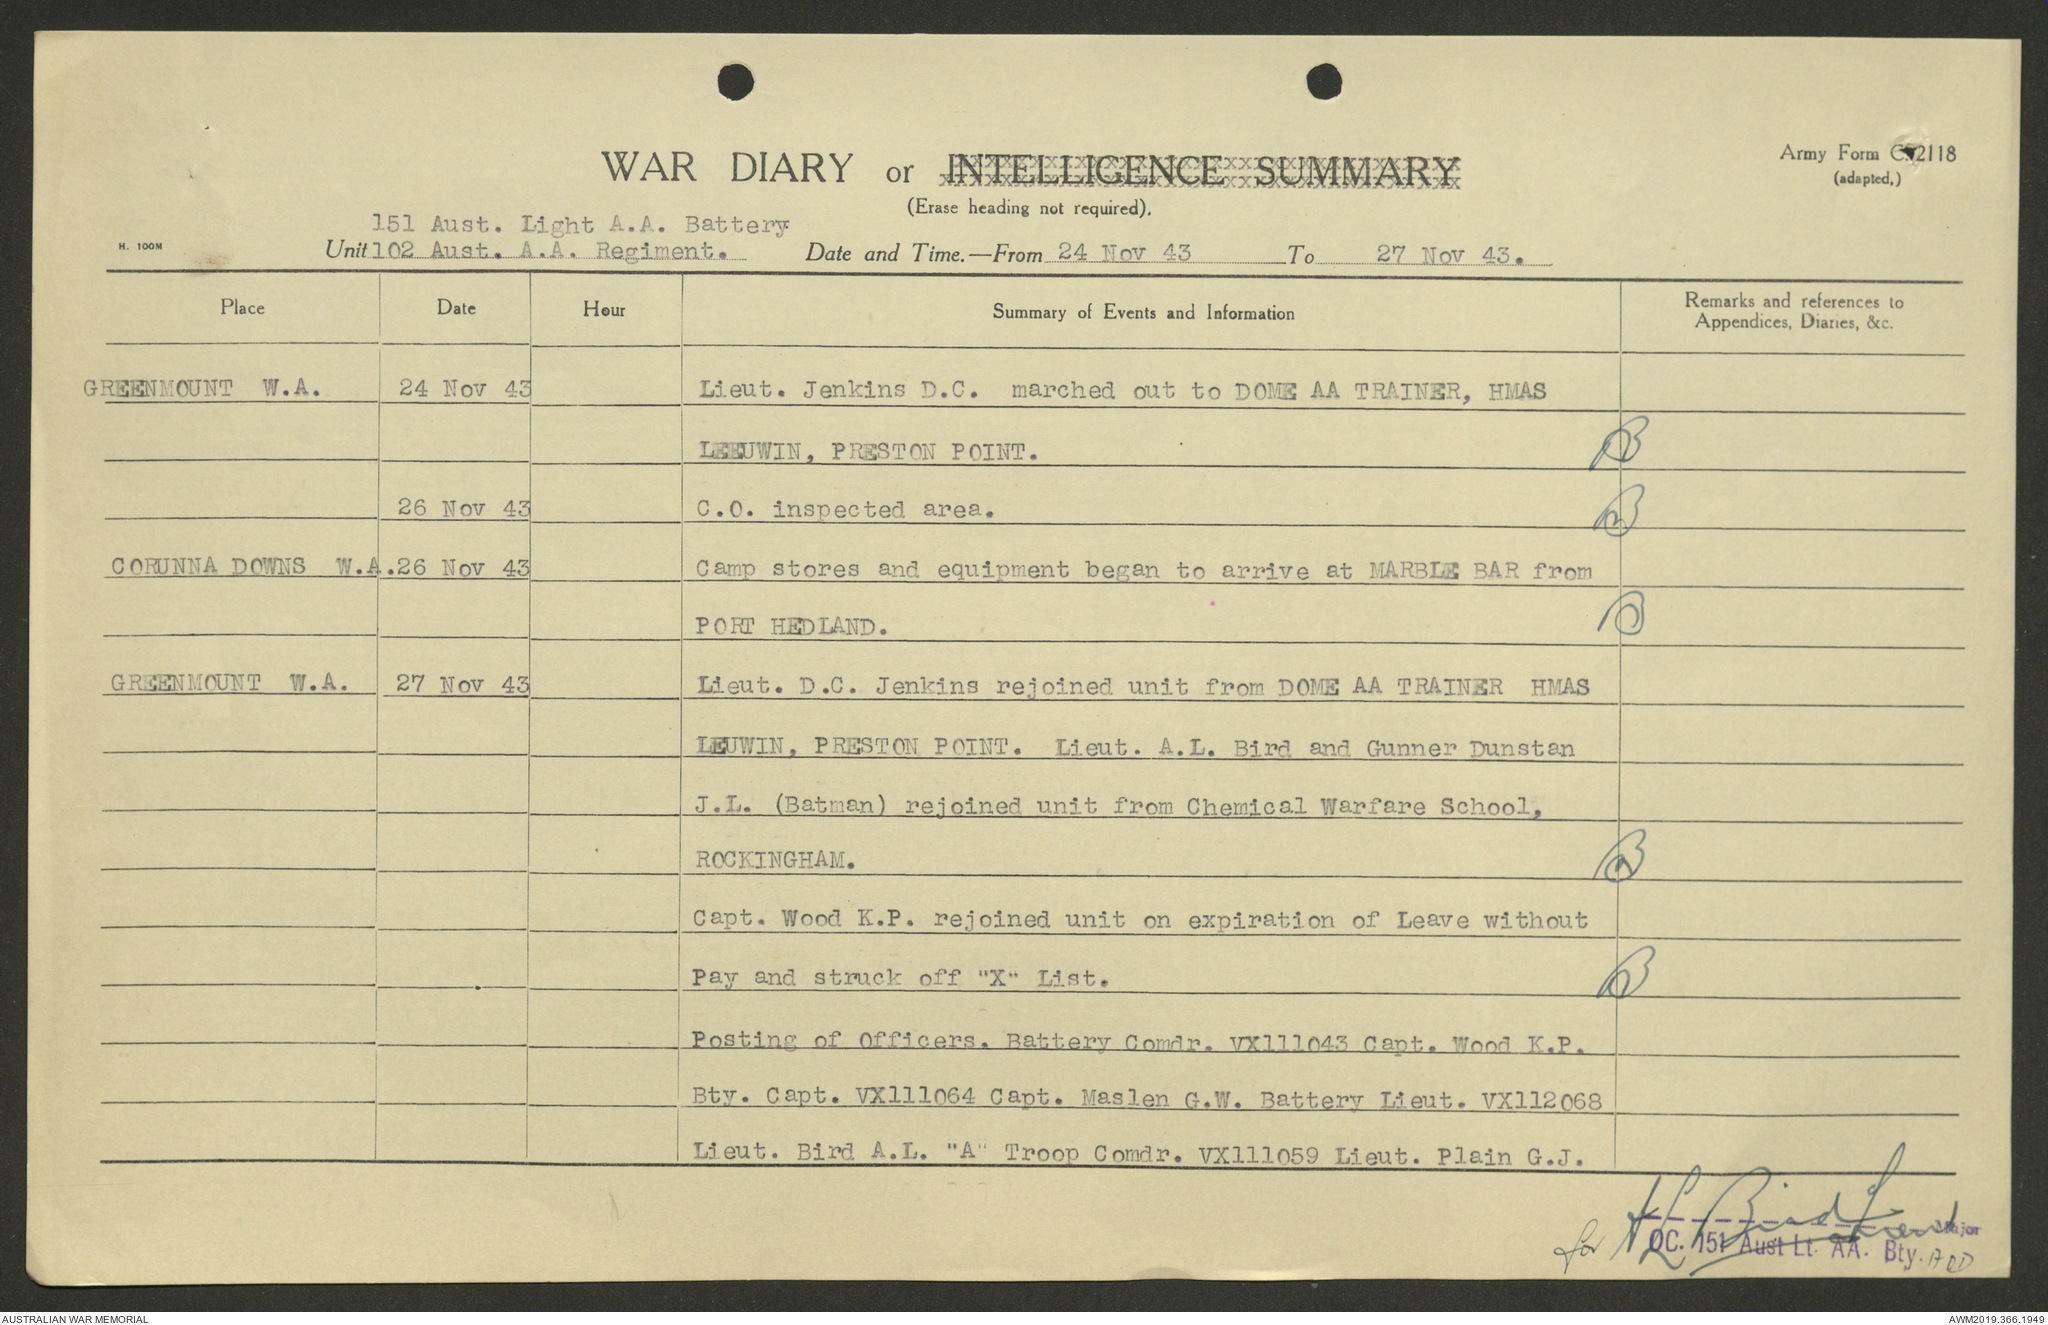 WAR DIARY or INTELLIGENCE SUMMARY
Army Form C.2118
(adapted.)
(Erase heading not required).
151 Aust. Light A.A. Battery
H. 100M
Unit 102 Aust. A.A. Regiment. Date and Time.—From 24 Nov 43 To 27 Nov 43.
Place Date Hour Summary of Events and Information Remarks and references to
Appendices, Diaries, &c.
GREENMOUNT W.A. 24 Nov 43 Lieut. Jenkins D.C. marched out to DOME AA TRAINER, HMAS
LEEUWIN, PRESTON POINT.
26 Nov 43 C.O. inspected area.
CORUNNA DOWNS W.A. 26 Nov 43 Camp stores and equipment began to arrive at MARBLE BAR from
PORT HEDLAND.
GREENMOUNT W.A. 27 Nov 43 Lieut. D.C. Jenkins rejoined unit from DOME AA TRAINER HMAS
LEUWIN, PRESTON POINT. Lieut. A.L. Bird and Gunner Dunstan
J.L. (Batman) rejoined unit from Chemical Warfare School,
ROCKINGHAM.
Capt. Wood K.P. rejoined unit on expiration of Leave without
Pay and struck off "X" List.
Posting of Officers. Battery Comdr. VX111043 Capt. Wood K.P.
Bty. Capt. VX111064 Capt. Maslen G.W. Battery Lieut. VX112068
Lieut. Bird A.L. "A" Troop Comdr. VX111059 Lieut. Plain G.J.
for AL Bird Lieut Major
OC. 151 Aust Lt. AA. Bty.
AUSTRALIAN WAR MEMORIAL
AWM2019.366.1949